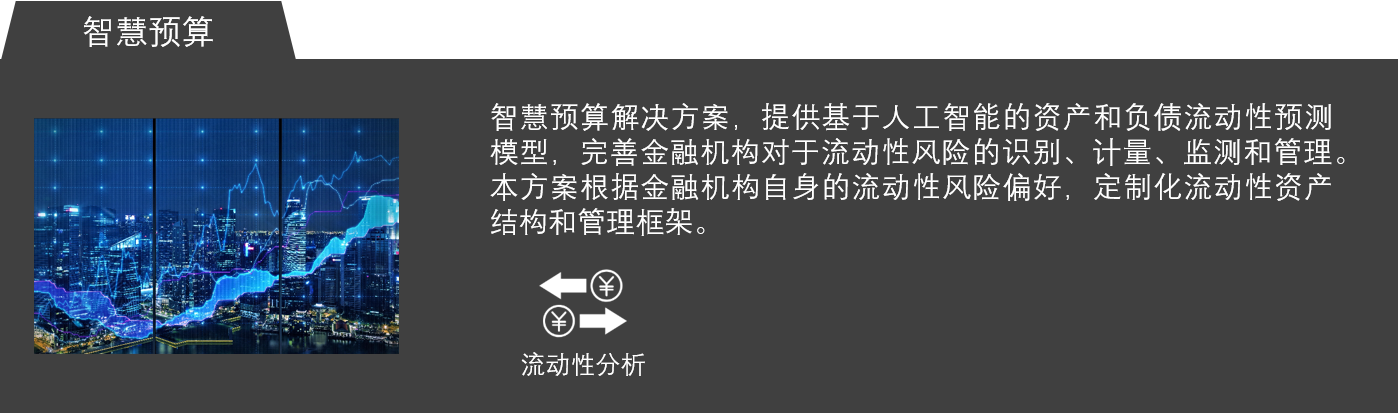 智慧预算
智慧预算解决方案，提供基于人工智能的资产和负债流动性预测
模型，完善金融机构对于流动性风险的识别、计量、监测和管理。
本方案根据金融机构自身的流动性风险偏好，定制化流动性资产
结构和管理框架。
¥
¥
流动性分析